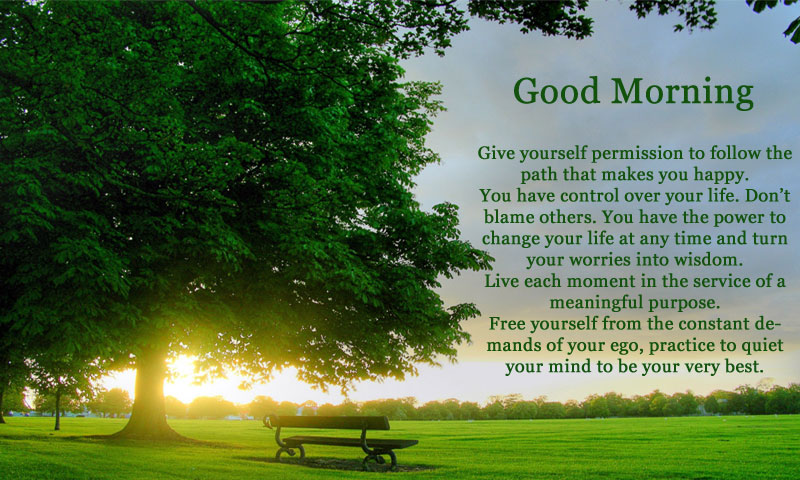 Good Morning
Give yourself permission to follow the
path that makes you happy.
You have control over your life. Don’t
blame others. You have the power to
change your life at any time and turn
your worries into wisdom.
Live each moment in the service of a
meaningful purpose.
Free yourself from the constant de-
mands of your ego, practice to quiet
your mind to be your very best.